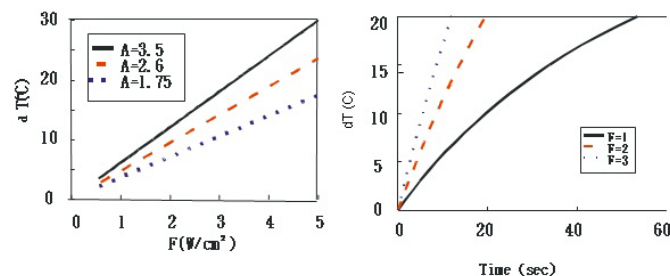 30
20
10
0
d T(℃)
A=3.5
A=2.6
A=1.75
0 1 2 3 4 5
F(W/cm²)
20
15
10
5
0
dT(C)
F=1
F=2
F=3
0 20 40 60
Time (sec)